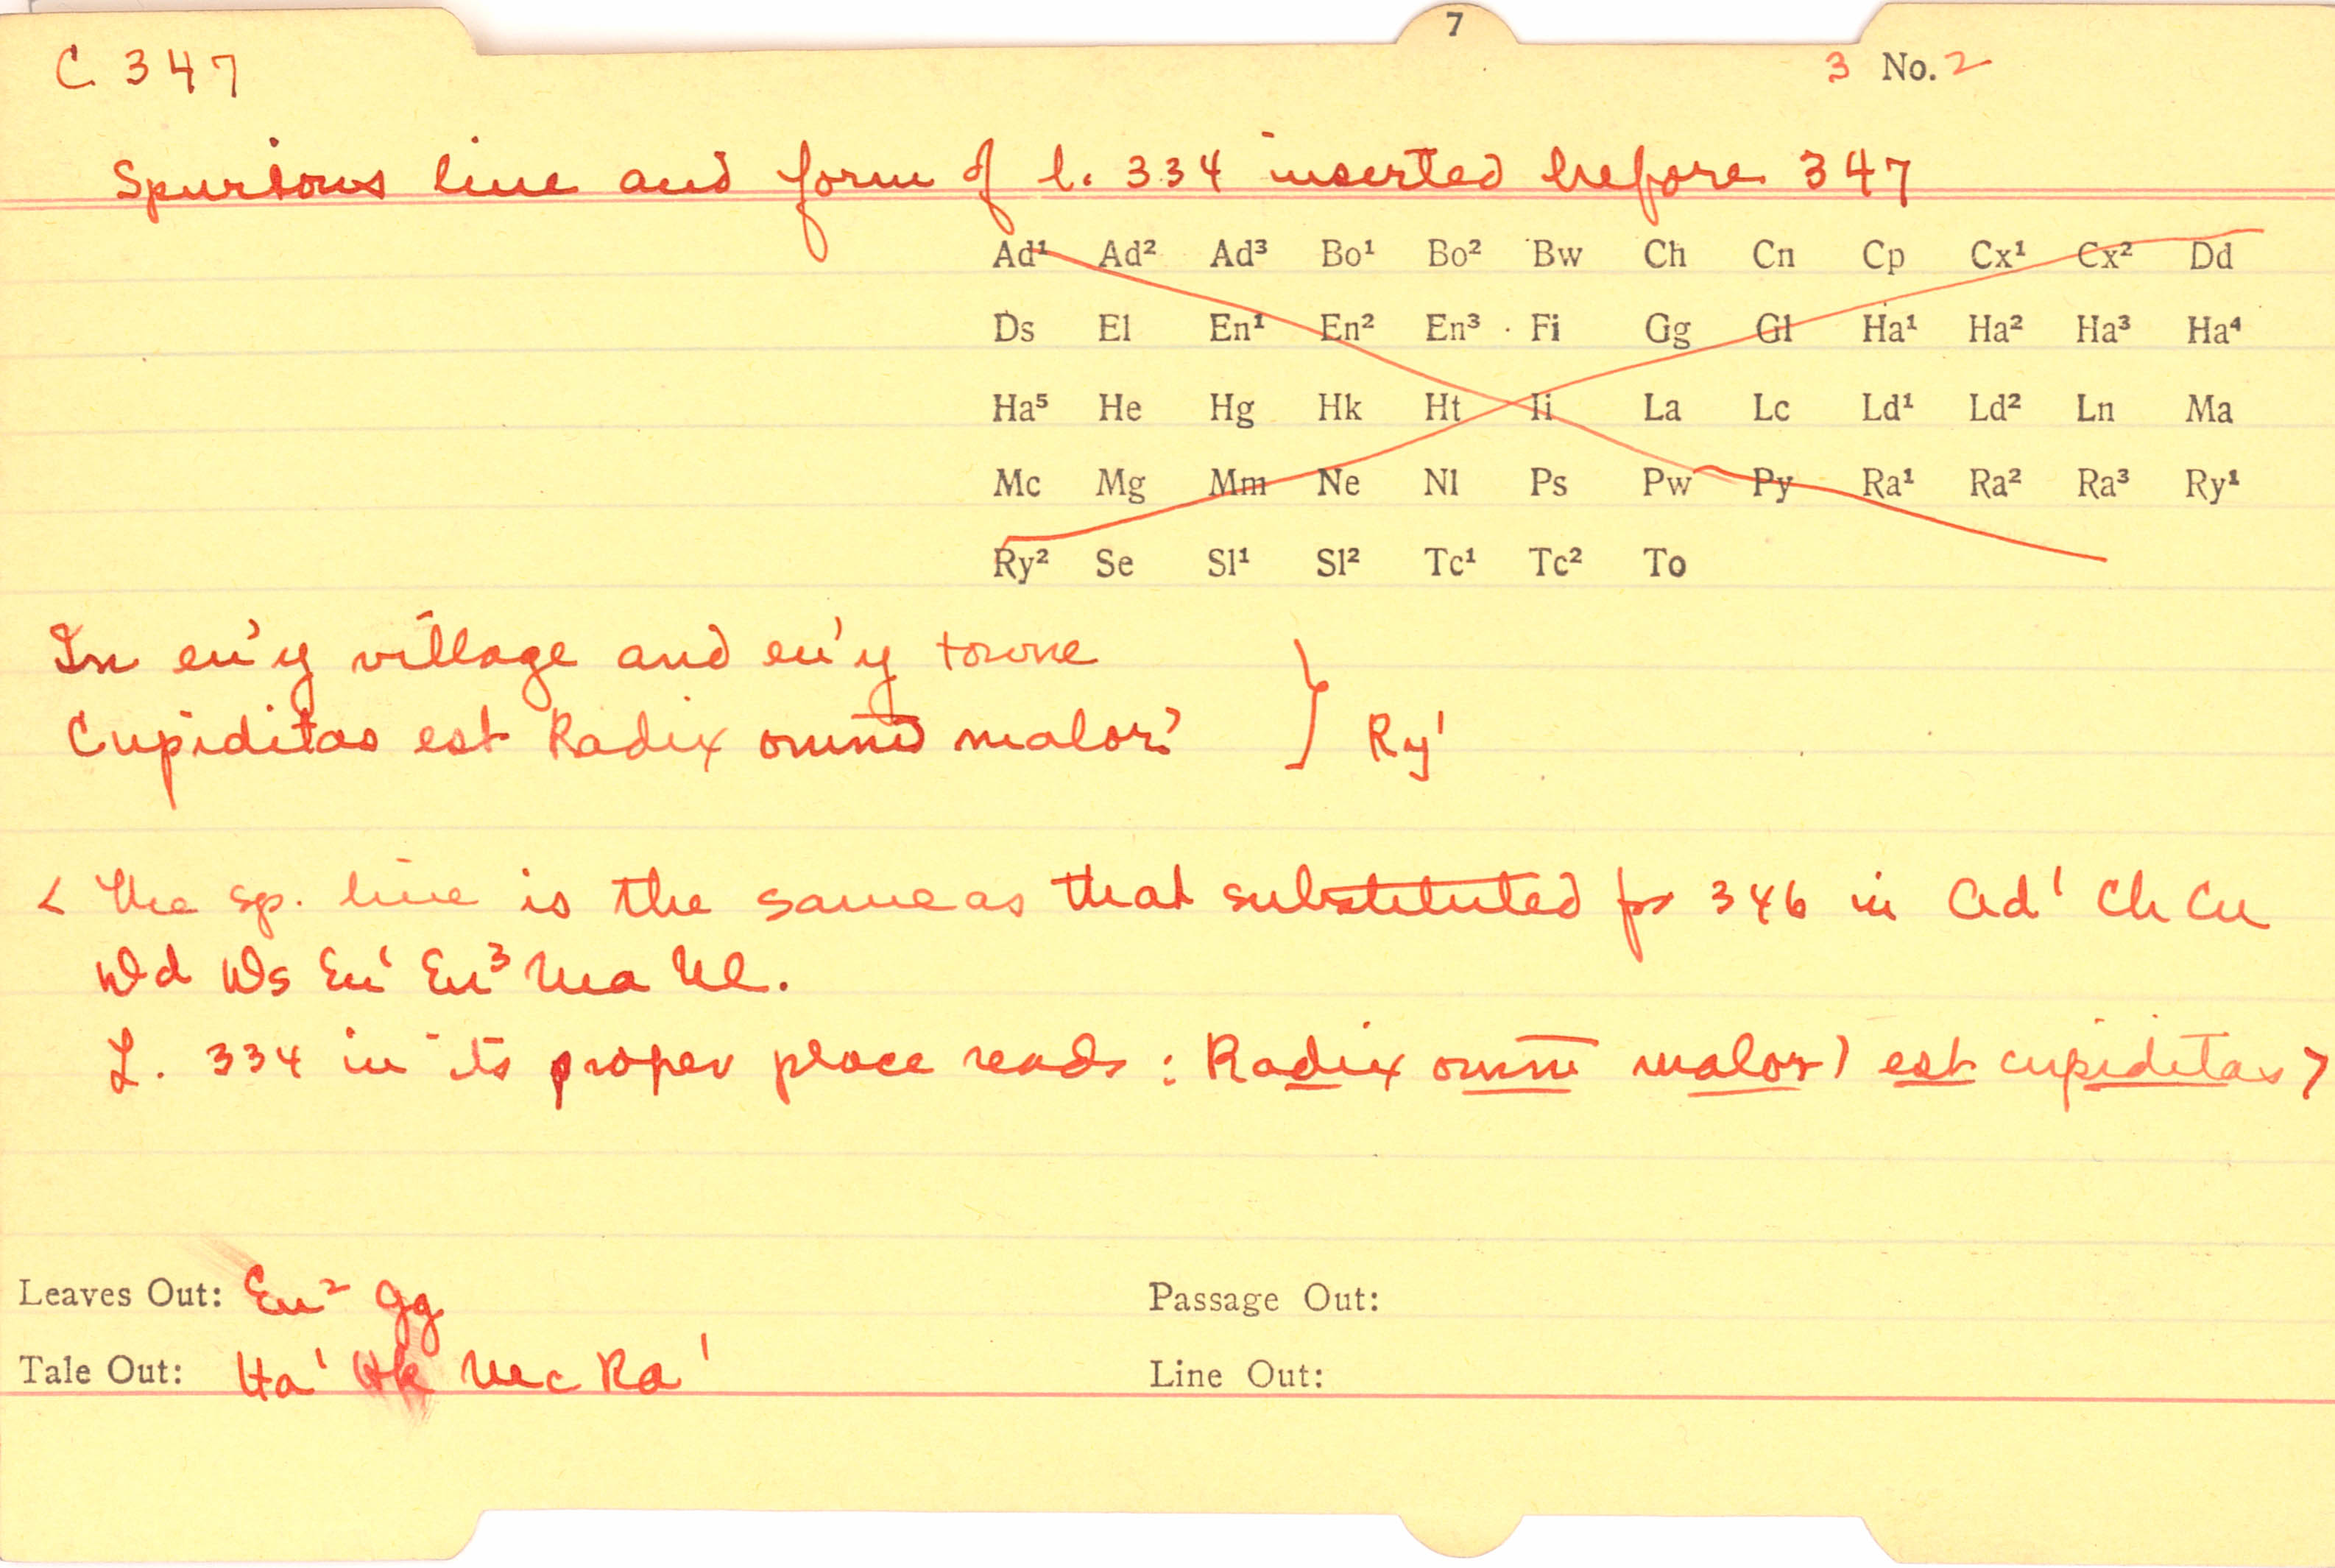 7
C 347
3 No. 2
Spurious line and form of l. 334 inserted before 347
Ad¹ Ad² Ad³ Bo¹ Bo² Bw Ch Cn Cp Cx¹ Cx² Dd
Ds El En¹ En² En³ Fi Gg Gl Ha¹ Ha² Ha³ Ha⁴
Ha⁵ He Hg Hk Ht Ii La Lc Ld¹ Ld² Ln Ma
Mc Mg Mm Ne Nl Ps Pw Py Ra¹ Ra² Ra³ Ry¹
Ry² Se Sl¹ Sl² Tc¹ Tc² To
In eu'y village and eu'y towne
Cupiditas est Radix omniū malor' } Ry¹
< The sp. line is the same as that substituted for 346 in Ad¹ Ch Cn
Dd Ds En¹ En³ Ma Nl.
L. 334 in its proper place reads: Radix omniū malor) est cupiditas >
Leaves Out: En² Gg
Passage Out:
Tale Out: Ha¹ Hk Mc Ra¹
Line Out: